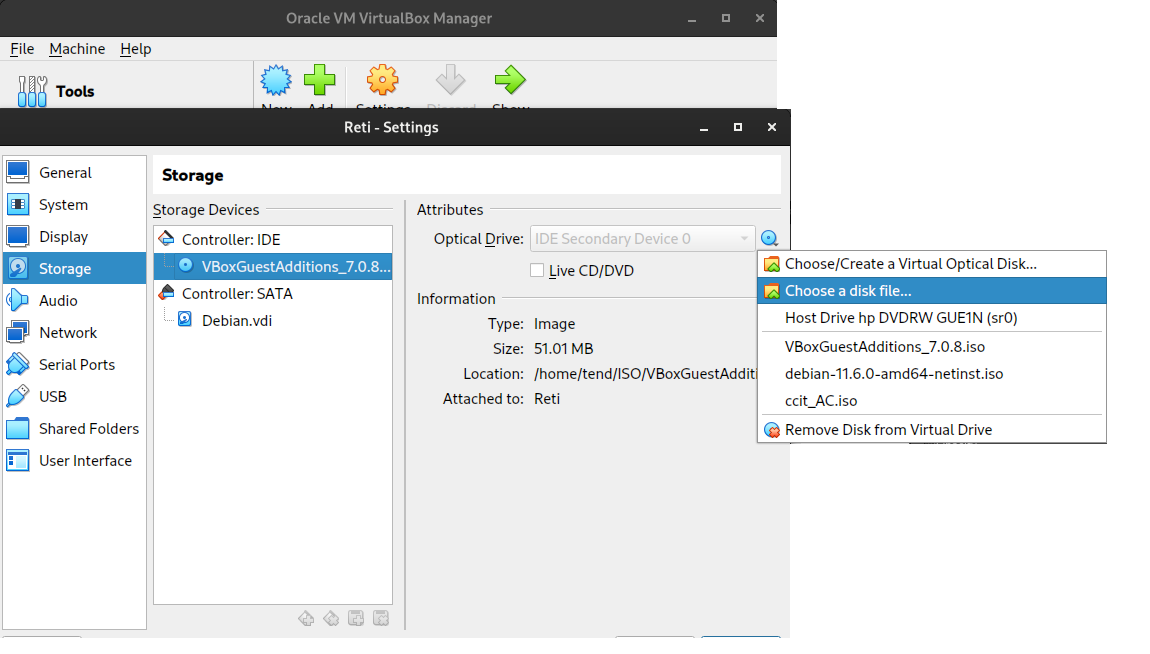 Oracle VM VirtualBox Manager
File Machine Help
Tools
New Add Settings Discard Show
Reti - Settings
General
System
Display
Storage
Audio
Network
Serial Ports
USB
Shared Folders
User Interface
Storage
Storage Devices
Controller: IDE
VBoxGuestAdditions_7.0.8...
Controller: SATA
Debian.vdi
Attributes
Optical Drive: IDE Secondary Device 0
Live CD/DVD
Information
Type: Image
Size: 51.01 MB
Location: /home/tend/ISO/VBoxGuestAdditi
Attached to: Reti
Choose/Create a Virtual Optical Disk...
Choose a disk file...
Host Drive hp DVDRW GUE1N (sr0)
VBoxGuestAdditions_7.0.8.iso
debian-11.6.0-amd64-netinst.iso
ccit_AC.iso
Remove Disk from Virtual Drive